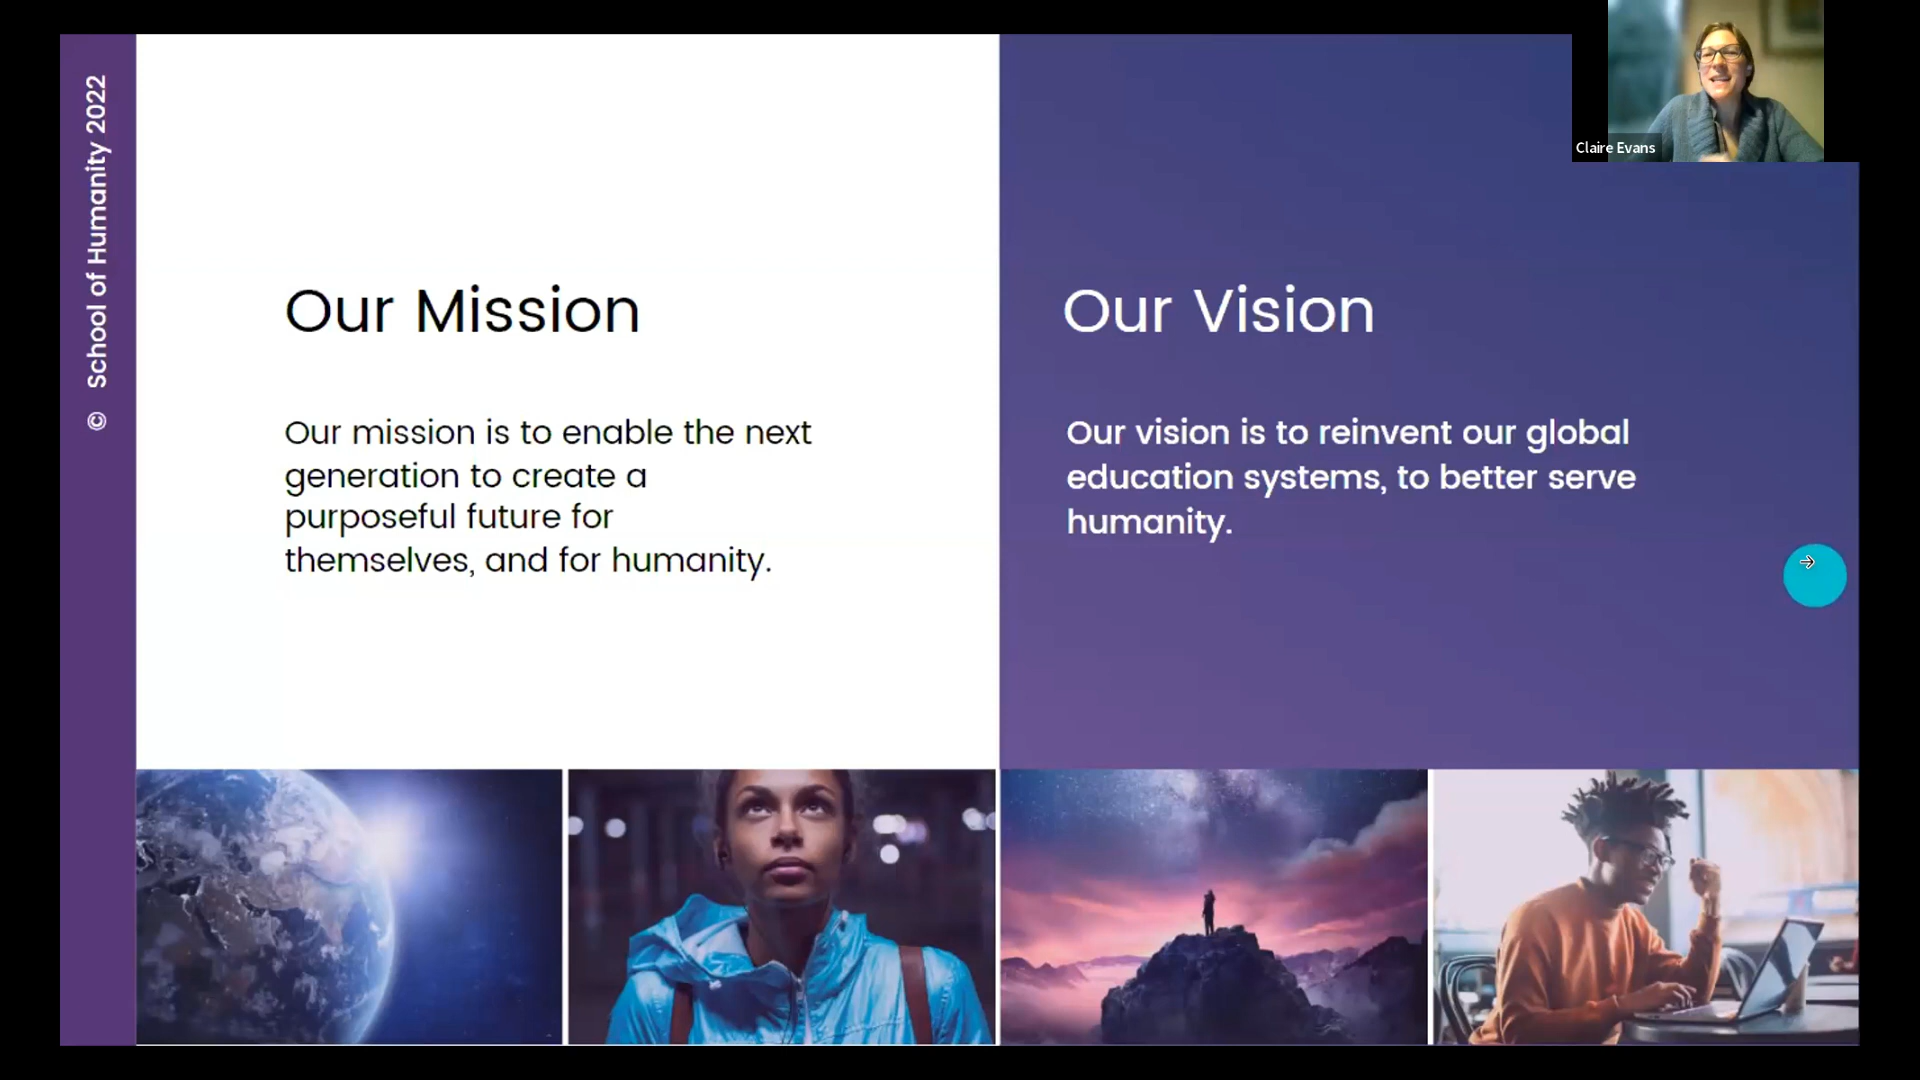 © School of Humanity 2022
Our Mission
Our mission is to enable the next
generation to create a
purposeful future for
themselves, and for humanity.
Our Vision
Our vision is to reinvent our global
education systems, to better serve
humanity.
Claire Evans